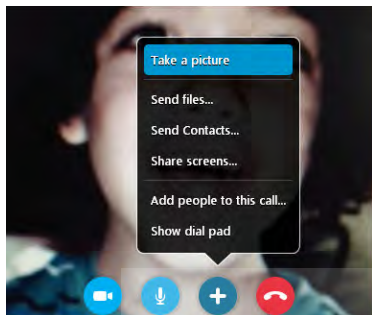 Take a picture
Send files...
Send Contacts...
Share screens...
Add people to this call...
Show dial pad